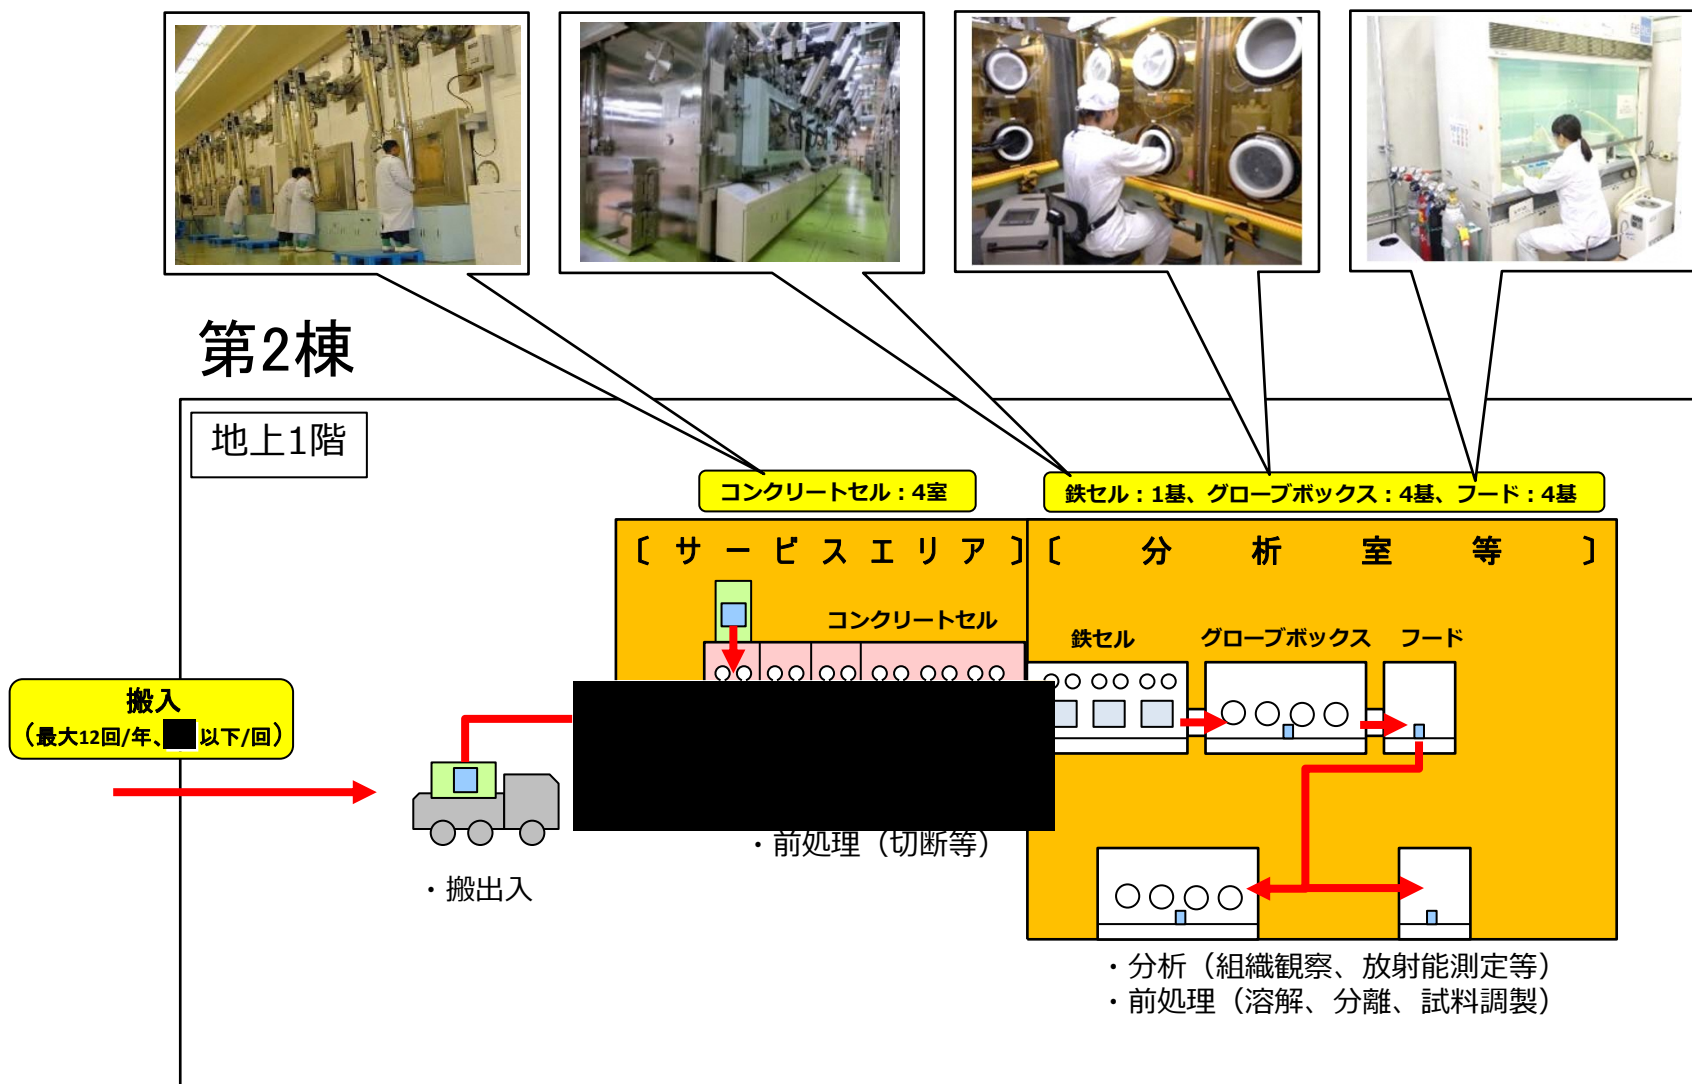 第2棟
地上1階
コンクリートセル：4室
鉄セル：1基、グローブボックス：4基、フード：4基
〔サービスエリア〕
〔分析室等〕
コンクリートセル
鉄セル
グローブボックス
フード
搬入
（最大12回/年、
以下/回）
・前処理（切断等）
・搬出入
・分析（組織観察、放射能測定等）
・前処理（溶解、分離、試料調製）